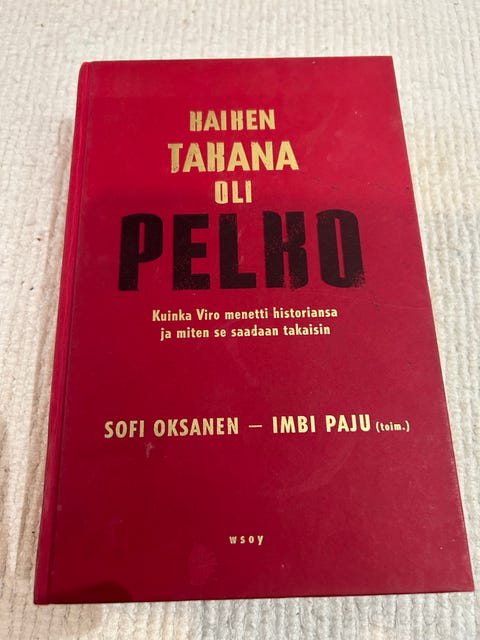 KAIKEN
TAKANA
OLI
PELKO
Kuinka Viro menetti historiansa
ja miten se saadaan takaisin
SOFI OKSANEN – IMBI PAJU (toim.)
wsoy